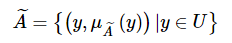 Ã = {(y, μ_Ã (y)) | y ∈ U}